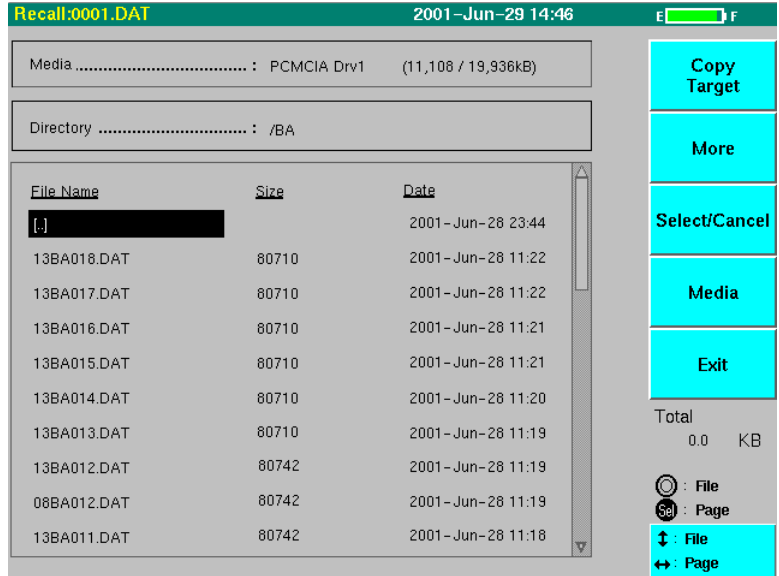 Recall:0001.DAT 2001-Jun-29 14:46 E F
Media ................................... : PCMCIA Drv1 (11,108 / 19,936kB)
Directory ............................... : /BA
File Name Size Date
[..] 2001-Jun-28 23:44
13BA018.DAT 80710 2001-Jun-28 11:22
13BA017.DAT 80710 2001-Jun-28 11:22
13BA016.DAT 80710 2001-Jun-28 11:21
13BA015.DAT 80710 2001-Jun-28 11:21
13BA014.DAT 80710 2001-Jun-28 11:20
13BA013.DAT 80710 2001-Jun-28 11:19
13BA012.DAT 80742 2001-Jun-28 11:19
08BA012.DAT 80742 2001-Jun-28 11:19
13BA011.DAT 80742 2001-Jun-28 11:18
Copy
Target
More
Select/Cancel
Media
Exit
Total
0.0 KB
: File
Sel : Page
↕ : File
↔ : Page